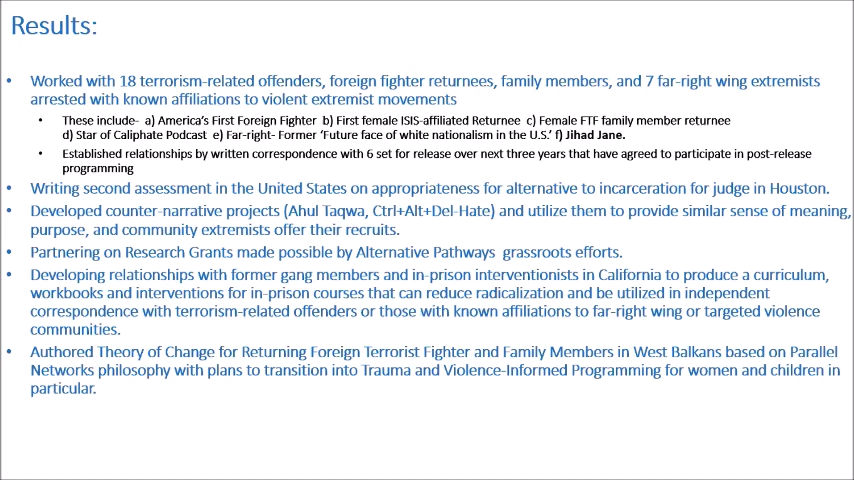 Results:
• Worked with 18 terrorism-related offenders, foreign fighter returnees, family members, and 7 far-right wing extremists
arrested with known affiliations to violent extremist movements
• These include- a) America's First Foreign Fighter b) First female ISIS-affiliated Returnee c) Female FTF family member returnee
d) Star of Caliphate Podcast e) Far-right- Former 'Future face of white nationalism in the U.S.' f) Jihad Jane.
• Established relationships by written correspondence with 6 set for release over next three years that have agreed to participate in post-release
programming
• Writing second assessment in the United States on appropriateness for alternative to incarceration for judge in Houston.
• Developed counter-narrative projects (Ahul Taqwa, Ctrl+Alt+Del-Hate) and utilize them to provide similar sense of meaning,
purpose, and community extremists offer their recruits.
• Partnering on Research Grants made possible by Alternative Pathways grassroots efforts.
• Developing relationships with former gang members and in-prison interventionists in California to produce a curriculum,
workbooks and interventions for in-prison courses that can reduce radicalization and be utilized in independent
correspondence with terrorism-related offenders or those with known affiliations to far-right wing or targeted violence
communities.
• Authored Theory of Change for Returning Foreign Terrorist Fighter and Family Members in West Balkans based on Parallel
Networks philosophy with plans to transition into Trauma and Violence-Informed Programming for women and children in
particular.